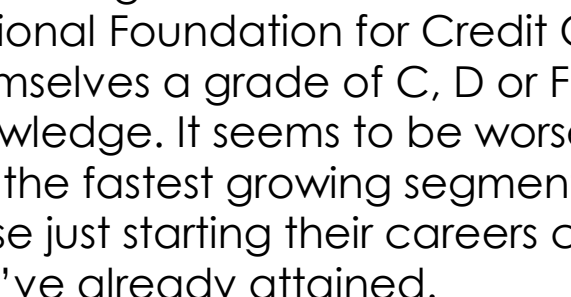 ional Foundation for Credit C
mselves a grade of C, D or F
wledge. It seems to be worse
the fastest growing segmen
se just starting their careers o
've already attained.